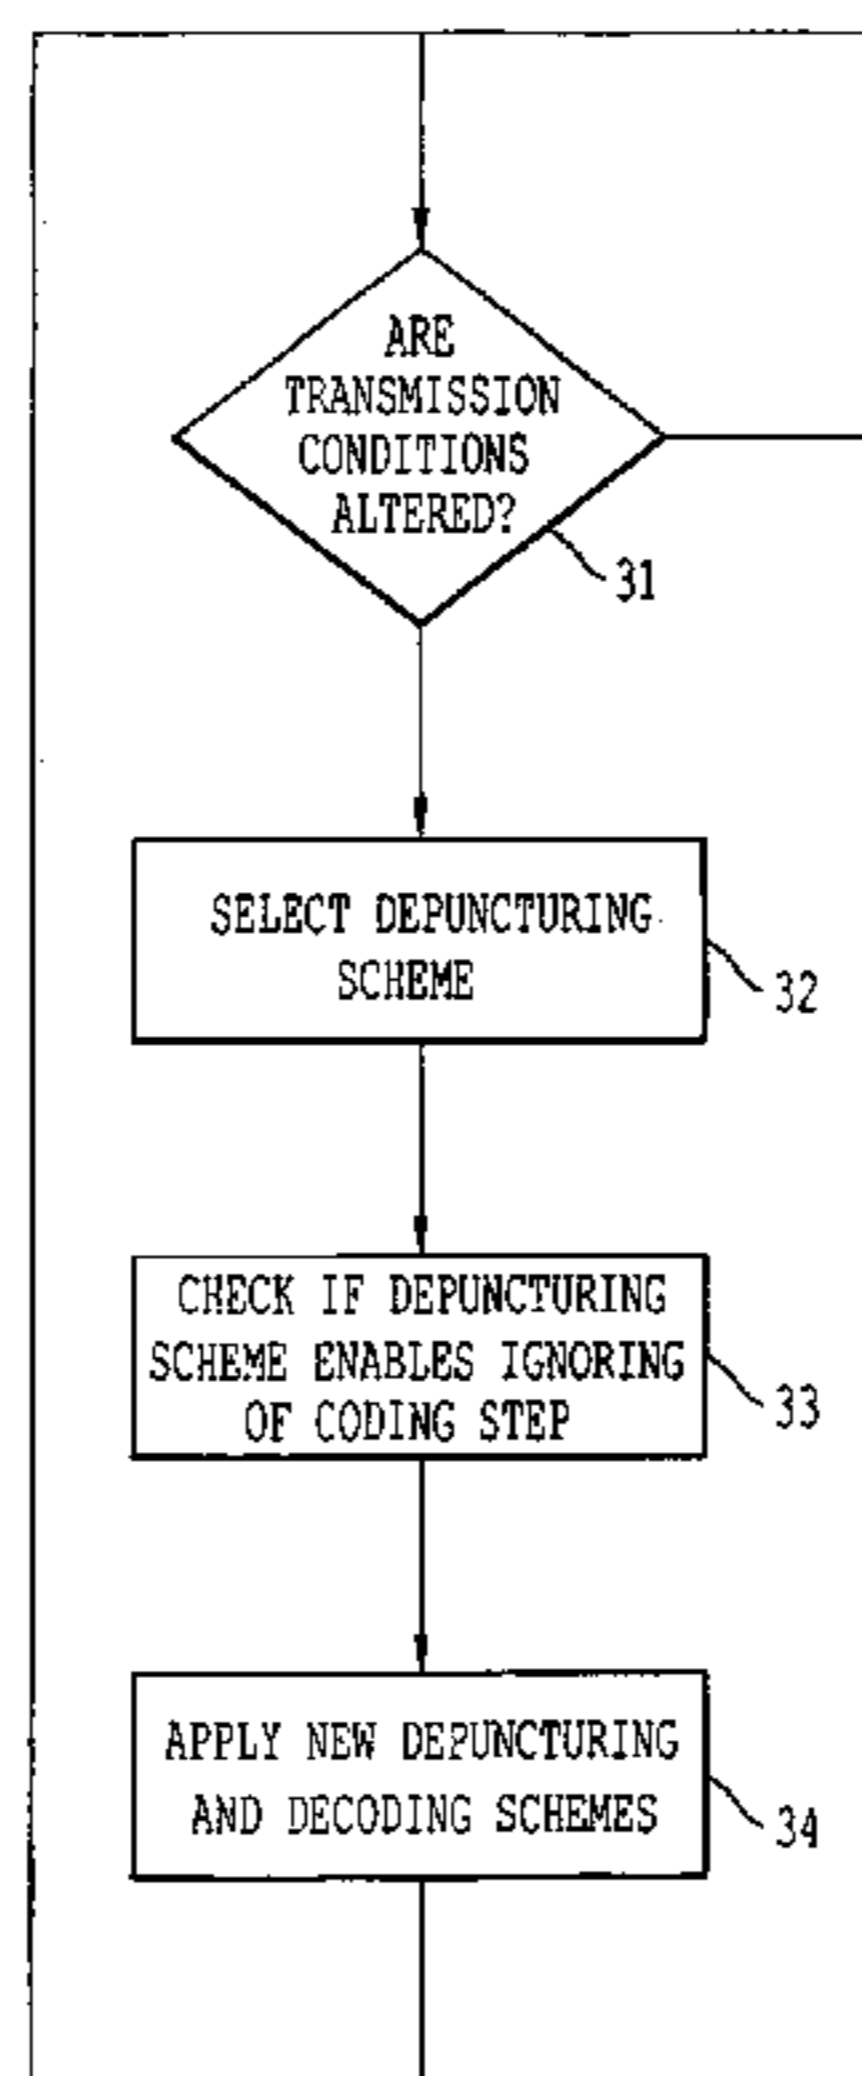 ARE
TRANSMISSION
CONDITIONS
ALTERED?
31
SELECT DEPUNCTURING
SCHEME
32
CHECK IF DEPUNCTURING
SCHEME ENABLES IGNORING
OF CODING STEP
33
APPLY NEW DEPUNCTURING
AND DECODING SCHEMES
34